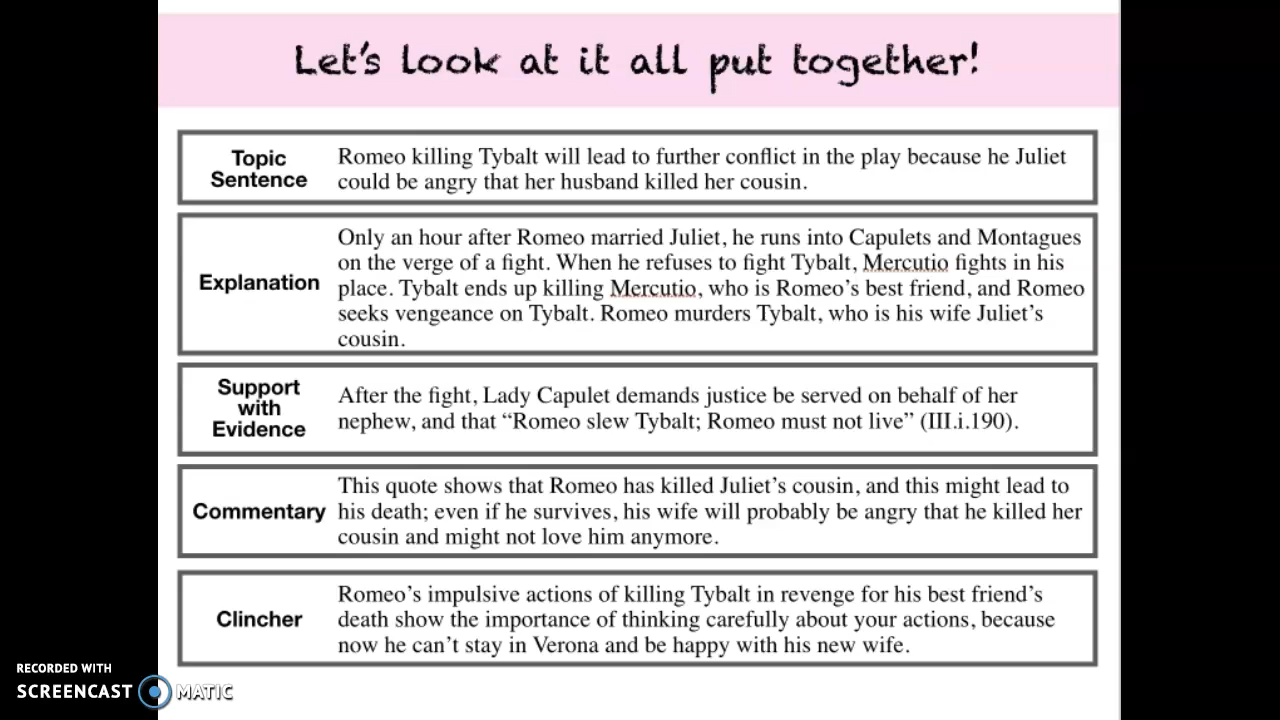 Let's look at it all put together!
Topic
Sentence
Romeo killing Tybalt will lead to further conflict in the play because he Juliet
could be angry that her husband killed her cousin.
Explanation
Only an hour after Romeo married Juliet, he runs into Capulets and Montagues
on the verge of a fight. When he refuses to fight Tybalt, Mercutio fights in his
place. Tybalt ends up killing Mercutio, who is Romeo’s best friend, and Romeo
seeks vengeance on Tybalt. Romeo murders Tybalt, who is his wife Juliet’s
cousin.
Support
with
Evidence
After the fight, Lady Capulet demands justice be served on behalf of her
nephew, and that “Romeo slew Tybalt; Romeo must not live” (III.i.190).
Commentary
This quote shows that Romeo has killed Juliet’s cousin, and this might lead to
his death; even if he survives, his wife will probably be angry that he killed her
cousin and might not love him anymore.
Clincher
Romeo’s impulsive actions of killing Tybalt in revenge for his best friend’s
death show the importance of thinking carefully about your actions, because
now he can’t stay in Verona and be happy with his new wife.
RECORDED WITH
SCREENCAST MATIC